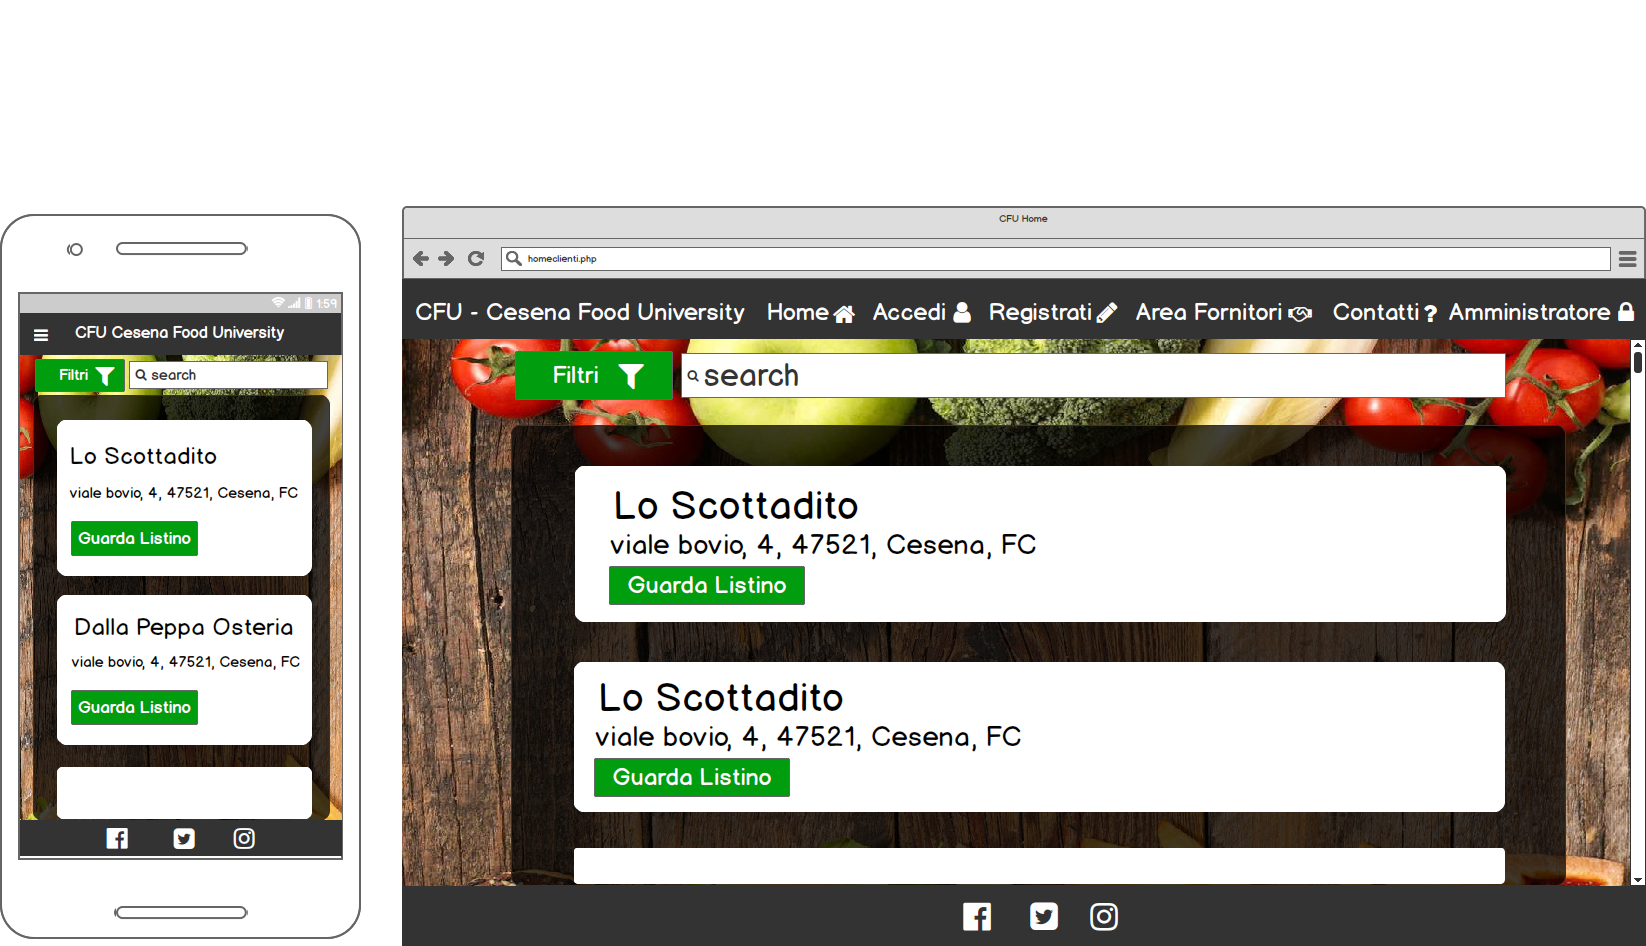 1:59
CFU Cesena Food University
Filtri
search
Lo Scottadito
viale bovio, 4, 47521, Cesena, FC
Guarda Listino
Dalla Peppa Osteria
viale bovio, 4, 47521, Cesena, FC
Guarda Listino
CFU Home
homeclienti.php
CFU - Cesena Food University Home Accedi Registrati Area Fornitori Contatti ? Amministratore
Filtri
search
Lo Scottadito
viale bovio, 4, 47521, Cesena, FC
Guarda Listino
Lo Scottadito
viale bovio, 4, 47521, Cesena, FC
Guarda Listino